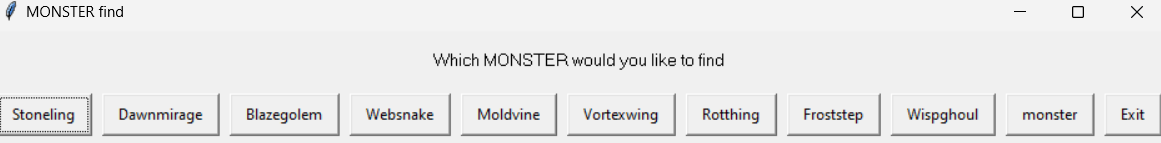 MONSTER find
Which MONSTER would you like to find
Stoneling Dawnmirage Blazegolem Websnake Moldvine Vortexwing Rotthing Froststep Wispghoul monster Exit